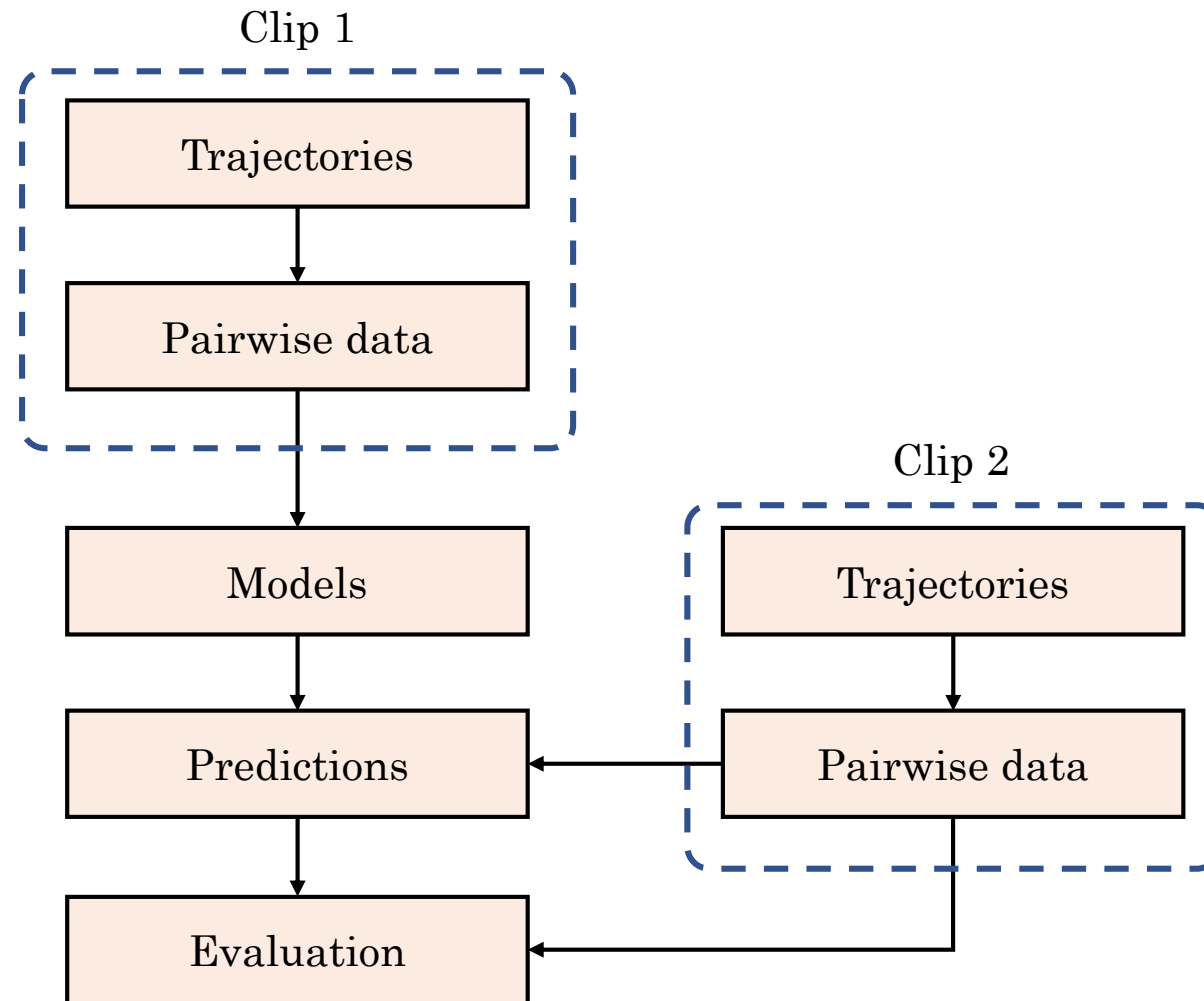 Clip 1
Trajectories
Pairwise data
Clip 2
Models
Trajectories
Predictions
Pairwise data
Evaluation